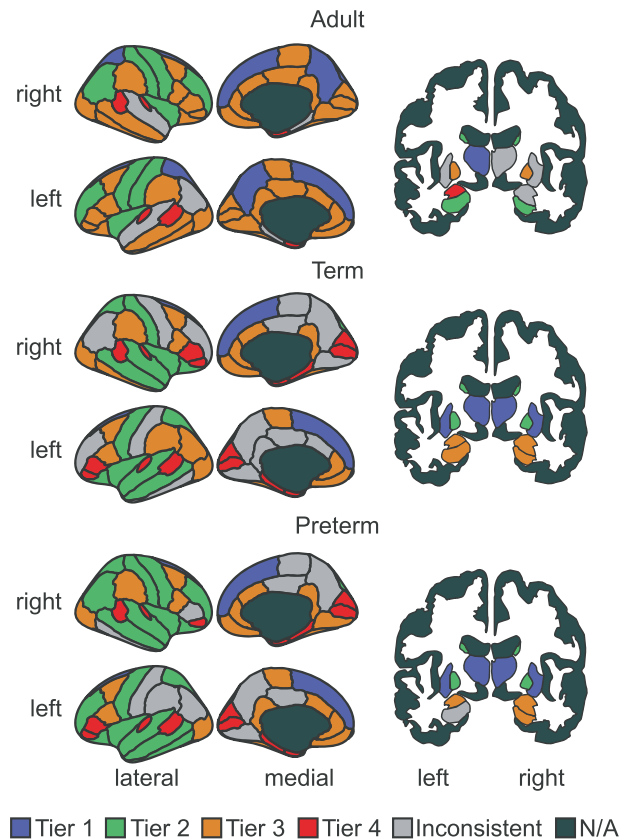 Adult
right
left
Term
right
left
Preterm
right
left
lateral medial left right
Tier 1 Tier 2 Tier 3 Tier 4 Inconsistent N/A